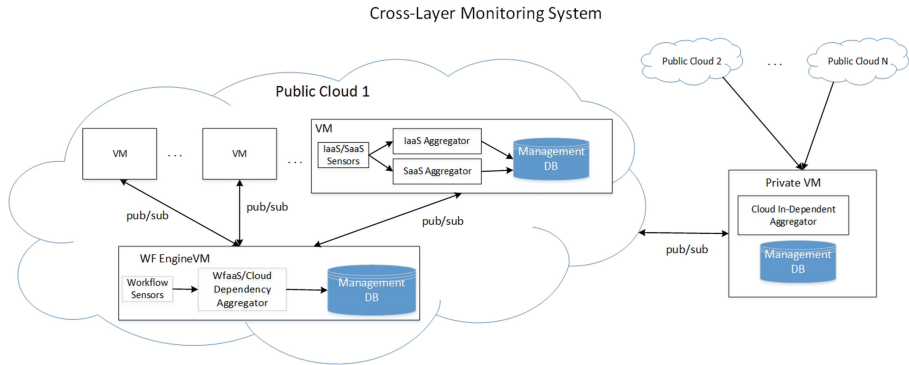 Cross-Layer Monitoring System
Public Cloud 1
Public Cloud 2
. . .
Public Cloud N
VM
. . .
VM
. . .
VM
IaaS/SaaS
Sensors
IaaS Aggregator
SaaS Aggregator
Management
DB
pub/sub
pub/sub
pub/sub
WF EngineVM
Workflow
Sensors
WfaaS/Cloud
Dependency
Aggregator
Management
DB
pub/sub
Private VM
Cloud In-Dependent
Aggregator
Management
DB